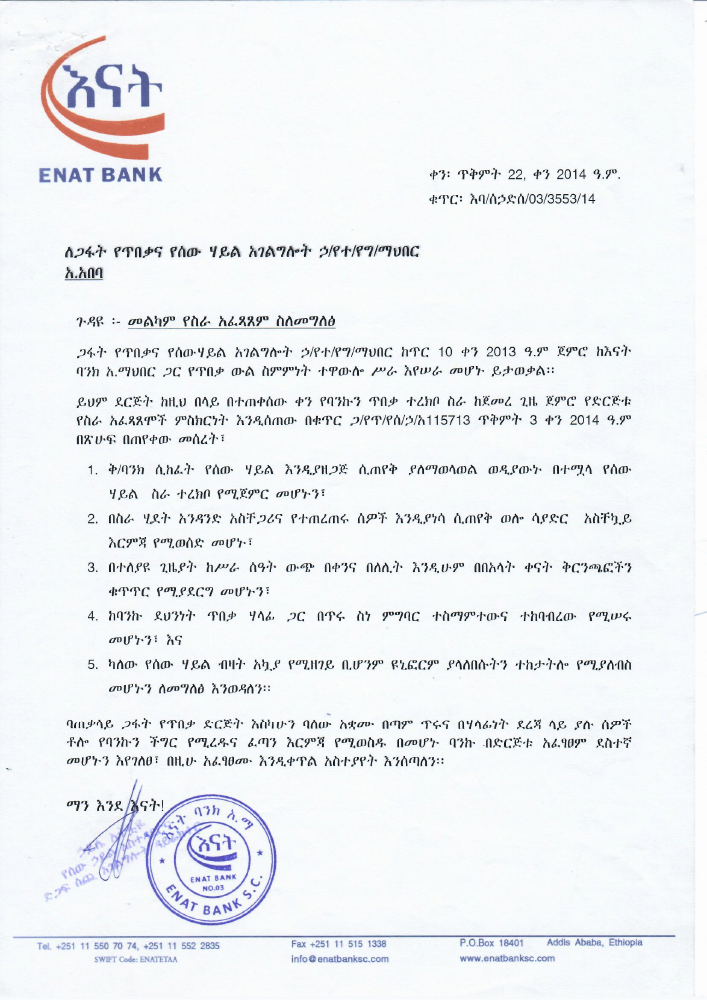 እናት
ENAT BANK
ቀን፡ ጥቅምት 22, ቀን 2014 ዓ.ም.
ቁጥር፡ እባ/ሰኃድሰ/03/3553/14
ለጋፋት የጥበቃና የሰው ሃይል አገልግሎት ኃ/የተ/የግ/ማህበር
አ.አበባ
ጉዳዩ ፡- መልካም የስራ አፈጻጸም ስለመግለፅ
ጋፋት የጥበቃና የሰውሃይል አገልግሎት ኃ/የተ/የግ/ማህበር ከጥር 10 ቀን 2013 ዓ.ም ጀምሮ ከእናት
ባንክ አ.ማህበር ጋር የጥበቃ ውል ስምምነት ተዋውሎ ሥራ እየሠራ መሆኑ ይታወቃል፡፡
ይህም ደርጅት ከዚህ በላይ በተጠቀሰው ቀን የባንኩን ጥበቃ ተረክቦ ስራ ከጀመረ ጊዜ ጀምሮ የድርጅቱ
የስራ አፈጻጸሞች ምስክርነት እንዲሰጠው በቁጥር ጋ/የጥ/የሰ/ኃ/አ115713 ጥቅምት 3 ቀን 2014 ዓ.ም
በጽሁፍ በጠየቀው መሰረት፣
1. ቅ/ባንክ ሲከፈት የሰው ሃይል እንዲያዘጋጅ ሲጠየቅ ያለማወላወል ወዲያውኑ በተሟላ የሰው
ሃይል ስራ ተረክቦ የሚጀምር መሆኑን፣
2. በስራ ሂደት አንዳንድ አስቸጋሪና የተጠረጠሩ ሰዎች እንዲያነሳ ሲጠየቅ ወሎ ሳያድር አስቸኳይ
እርምጃ የሚወስድ መሆኑ፣
3. በተለያዩ ጊዜያት ከሥራ ሰዓት ውጭ በቀንና በለሊት እንዲሁም በበአላት ቀናት ቅርንጫፎችን
ቁጥጥር የሚያደርግ መሆኑን፣
4. ከባንኩ ደህንነት ጥበቃ ሃላፊ ጋር በጥሩ ስነ ምግባር ተስማምተውና ተከባብረው የሚሠሩ
መሆኑን፣ እና
5. ካለው የሰው ሃይል ብዛት አኳያ የሚዘገይ ቢሆንም ዩኒፎርም ያላለበሱትን ተከታትሎ የሚያለብስ
መሆኑን ለመግለፅ እንወዳለን፡፡
ባጠቃላይ ጋፋት የጥበቃ ድርጅት እስካሁን ባለው አቋሙ በጣም ጥሩና በሃላፊነት ደረጃ ላይ ያሉ ሰዎች
ቶሎ የባንኩን ችግር የሚረዱና ፈጣን እርምጃ የሚወስዱ በመሆኑ ባንኩ በድርጅቱ አፈፃፀም ደስተኛ
መሆኑን እየገለፀ፣ በዚሁ አፈፃፀሙ እንዲቀጥል አስተያየት እንሰጣለን፡፡
ማን እንደ እናት!
እናት ባንክ አ.ማ
እናት
ENAT BANK
NO.03
ENAT BANK S.C.
Tel. +251 11 550 70 74, +251 11 552 2835 Fax +251 11 515 1338 P.O.Box 18401 Addis Ababa, Ethiopia
SWIFT Code: ENATETAA info@enatbanksc.com www.enatbanksc.com